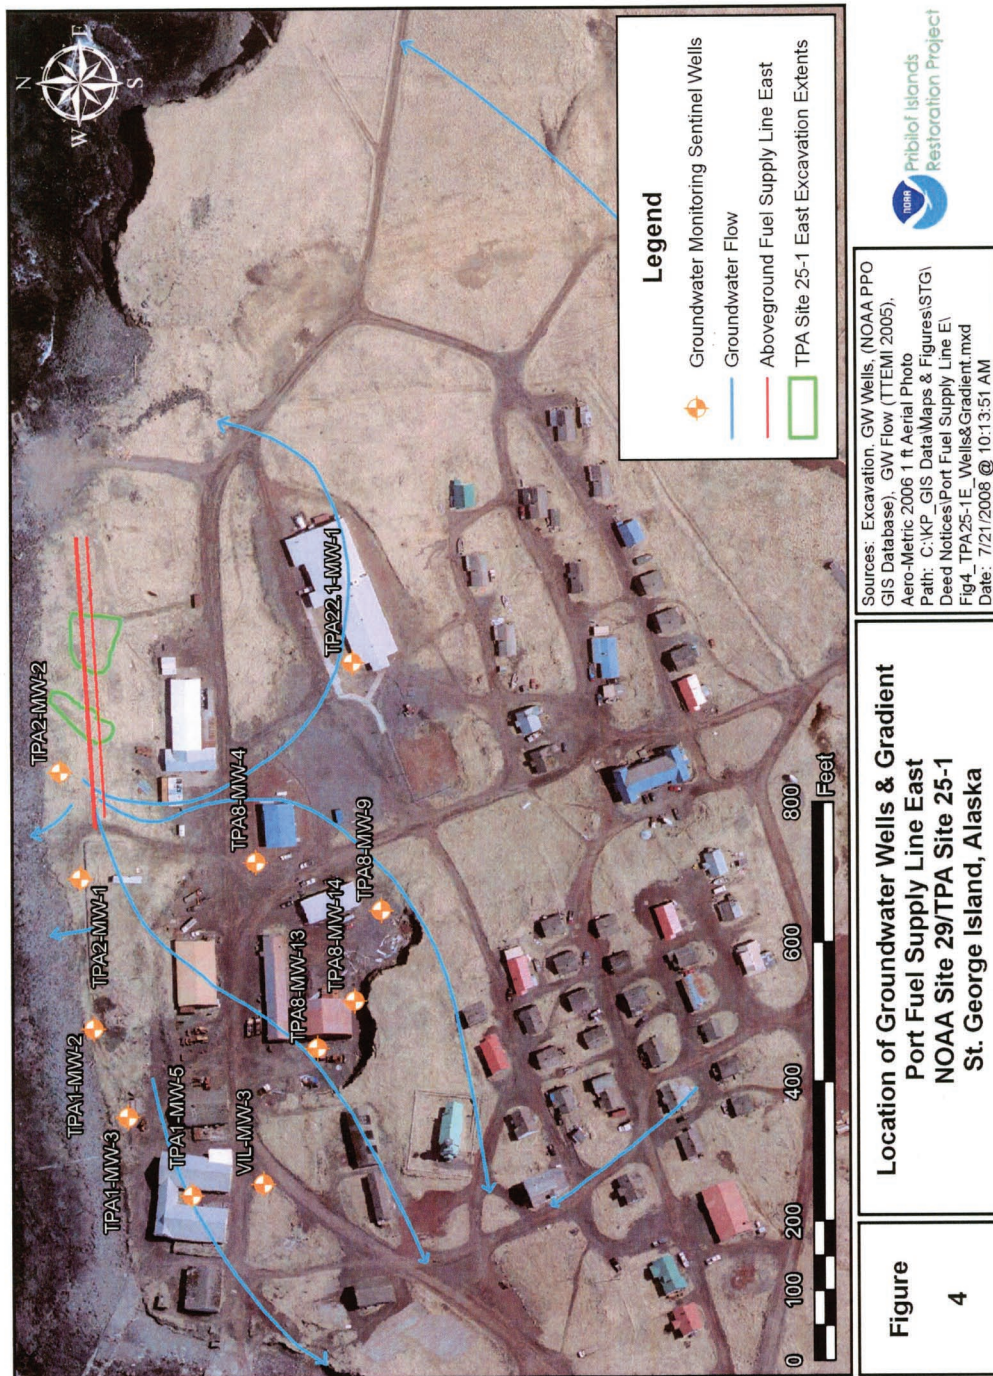 N
W
E
S
TPA2-MW-2
TPA2-MW-1
TPA1-MW-2
TPA1-MW-3
TPA1-MW-5
VIL-MW-3
TPA8-MW-4
TPA8-MW-9
TPA8-MW-14
TPA8-MW-13
TPA22.1-MW-1
Legend
Groundwater Monitoring Sentinel Wells
Groundwater Flow
Aboveground Fuel Supply Line East
TPA Site 25-1 East Excavation Extents
0
100
200
400
600
800
Feet
Figure
4
Location of Groundwater Wells & Gradient
Port Fuel Supply Line East
NOAA Site 29/TPA Site 25-1
St. George Island, Alaska
Sources: Excavation, GW Wells, (NOAA PPO
GIS Database), GW Flow (TTEMI 2005),
Aero-Metric 2006 1 ft Aerial Photo
Path: C:\KP_GIS Data\Maps & Figures\STG\
Deed Notices\Port Fuel Supply Line E\
Fig4_TPA25-1E_Wells&Gradient.mxd
Date: 7/21/2008 @ 10:13:51 AM
NOAA
Pribilof Islands
Restoration Project